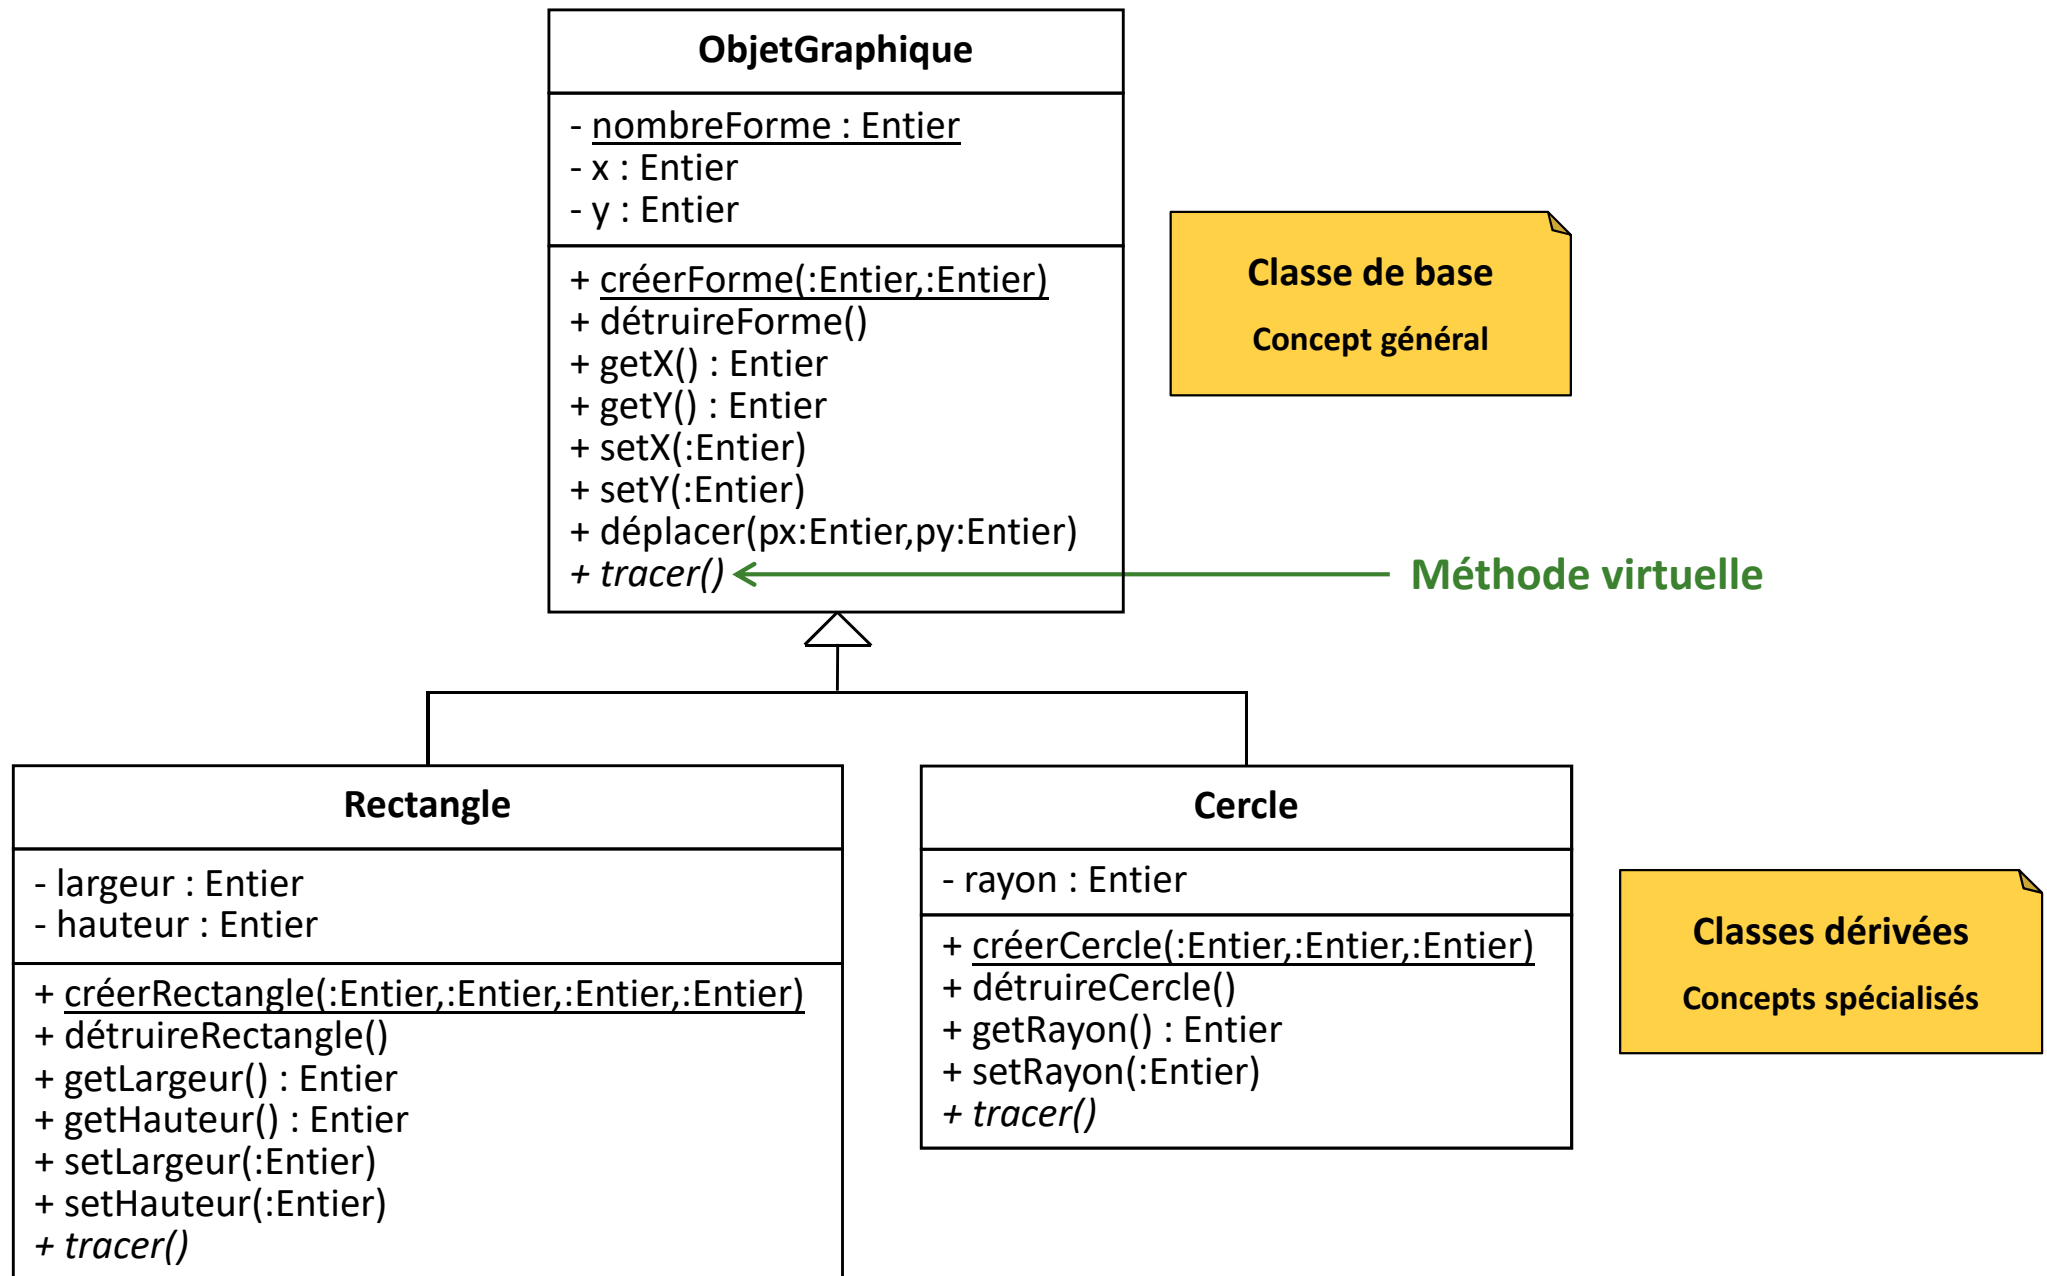 ObjetGraphique
- nombreForme : Entier
- x : Entier
- y : Entier
+ créerForme(:Entier,:Entier)
+ détruireForme()
+ getX() : Entier
+ getY() : Entier
+ setX(:Entier)
+ setY(:Entier)
+ déplacer(px:Entier,py:Entier)
+ tracer()
Classe de base
Concept général
Méthode virtuelle
Rectangle
- largeur : Entier
- hauteur : Entier
+ créerRectangle(:Entier,:Entier,:Entier,:Entier)
+ détruireRectangle()
+ getLargeur() : Entier
+ getHauteur() : Entier
+ setLargeur(:Entier)
+ setHauteur(:Entier)
+ tracer()
Cercle
- rayon : Entier
+ créerCercle(:Entier,:Entier,:Entier)
+ détruireCercle()
+ getRayon() : Entier
+ setRayon(:Entier)
+ tracer()
Classes dérivées
Concepts spécialisés